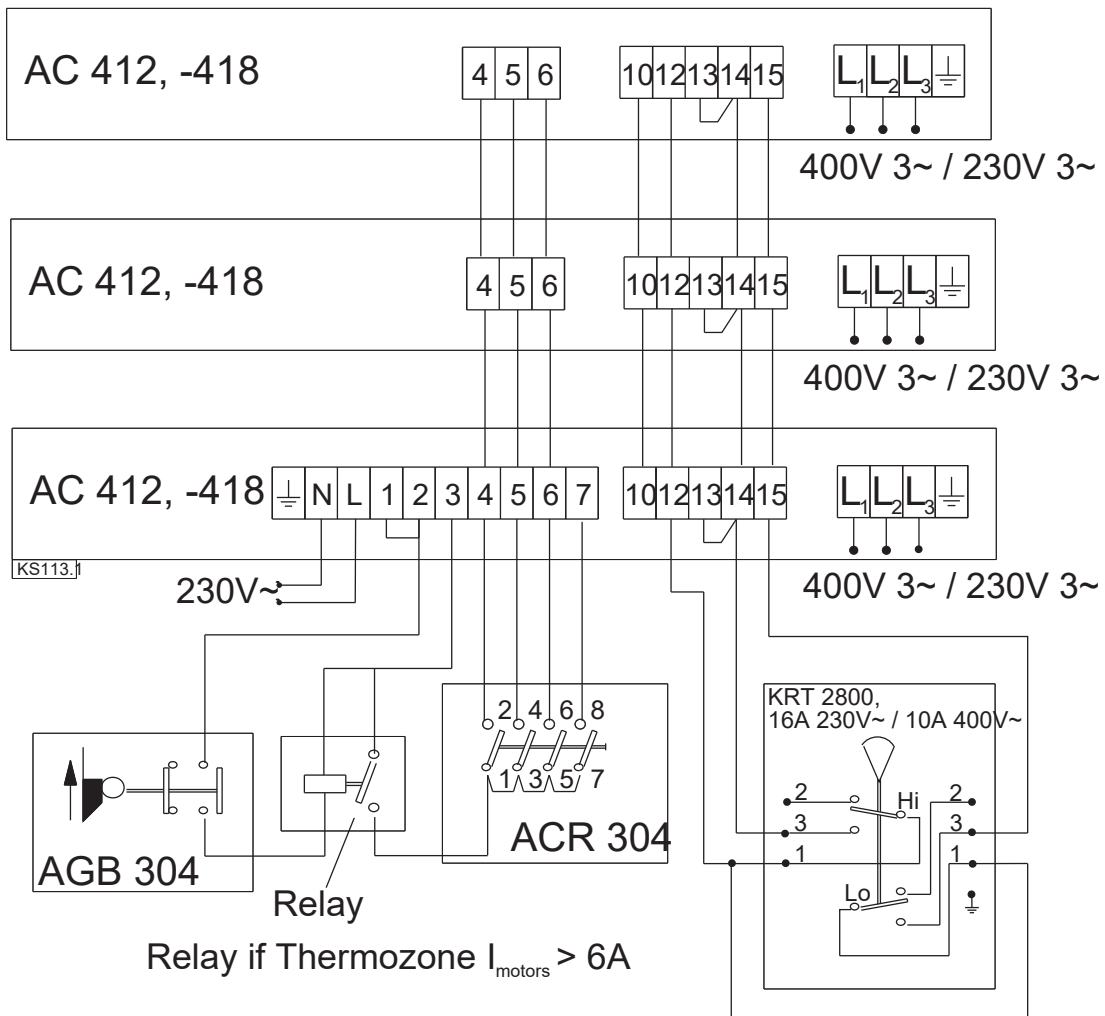 AC 412, -418 4 5 6 10 12 13 14 15 L1 L2 L3
400V 3~ / 230V 3~
AC 412, -418 4 5 6 10 12 13 14 15 L1 L2 L3
400V 3~ / 230V 3~
AC 412, -418 N L 1 2 3 4 5 6 7 10 12 13 14 15 L1 L2 L3
KS113.1
230V~
400V 3~ / 230V 3~
KRT 2800,
16A 230V~ / 10A 400V~
2 4 6 8
1 3 5 7
ACR 304
AGB 304
Relay
Relay if Thermozone Imotors > 6A
2 Hi 2
3 3
1 1
Lo